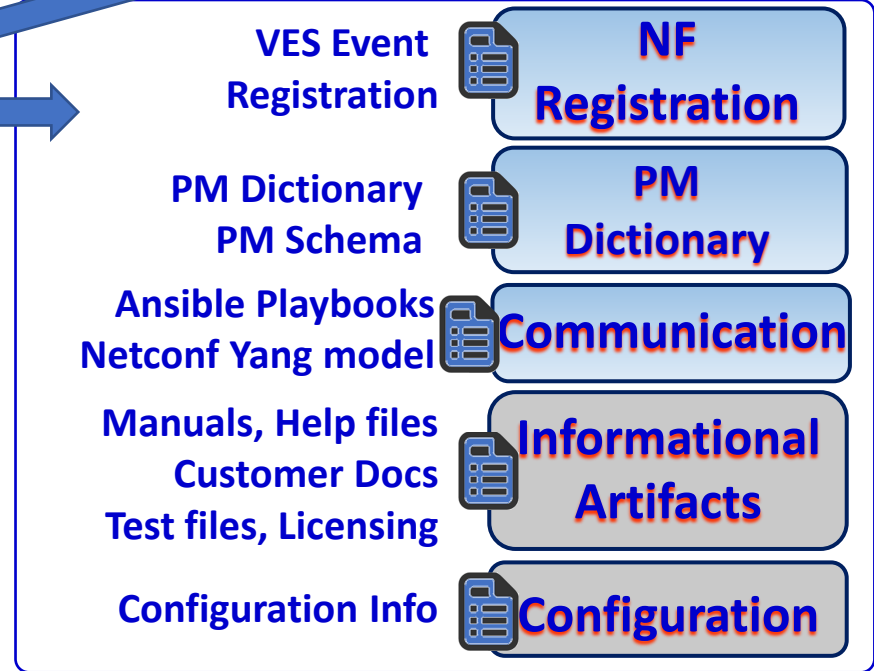 VES Event
Registration
NF
Registration
PM Dictionary
PM Schema
PM
Dictionary
Ansible Playbooks
Netconf Yang model
Communication
Manuals, Help files
Customer Docs
Test files, Licensing
Informational
Artifacts
Configuration Info
Configuration